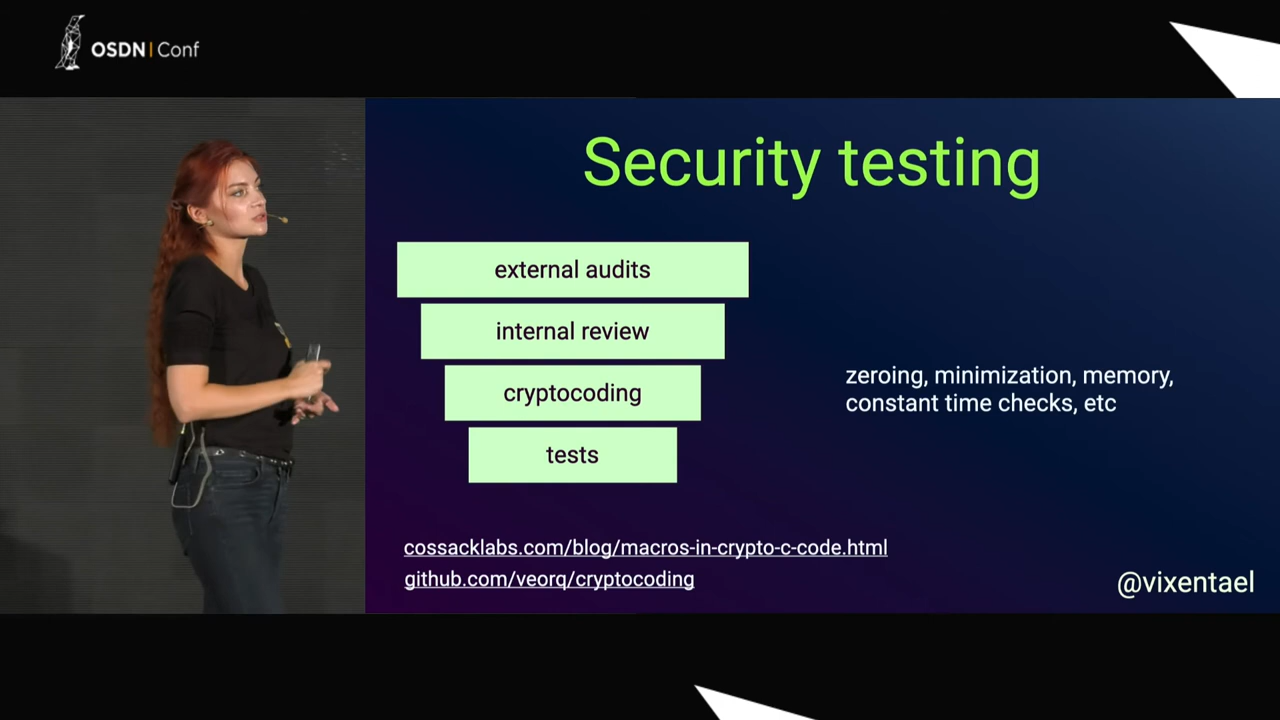 OSDN | Conf
Security testing
external audits
internal review
cryptocoding
tests
zeroing, minimization, memory,
constant time checks, etc
cossacklabs.com/blog/macros-in-crypto-c-code.html
github.com/veorq/cryptocoding
@vixentael